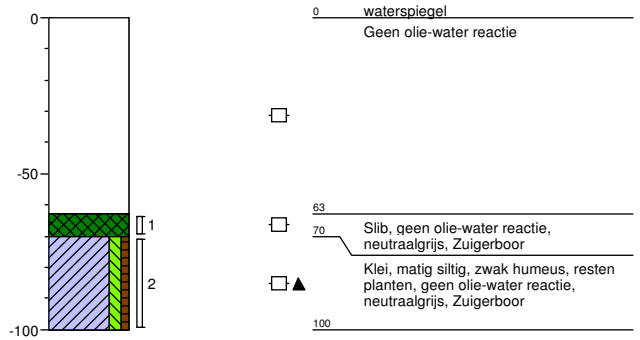 0
0 waterspiegel
Geen olie-water reactie
-50
63
1
Slib, geen olie-water reactie,
70
neutraalgrijs, Zuigerboor
2
Klei, matig siltig, zwak humeus, resten
planten, geen olie-water reactie,
neutraalgrijs, Zuigerboor
-100
100